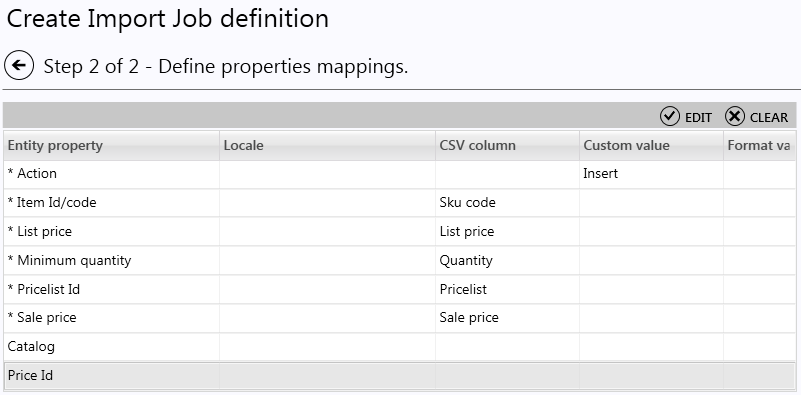 Create Import Job definition
Step 2 of 2 - Define properties mappings.
EDIT CLEAR
Entity property Locale CSV column Custom value Format va
* Action Insert
* Item Id/code Sku code
* List price List price
* Minimum quantity Quantity
* Pricelist Id Pricelist
* Sale price Sale price
Catalog
Price Id